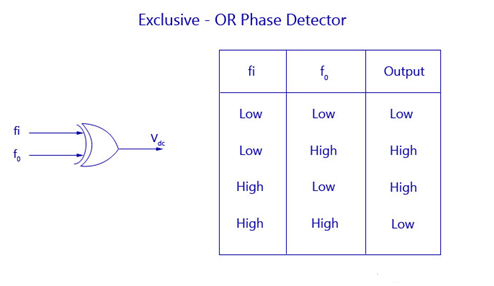 Exclusive - OR Phase Detector
fi
f0
Vdc
fi f0 Output
Low Low Low
Low High High
High Low High
High High Low